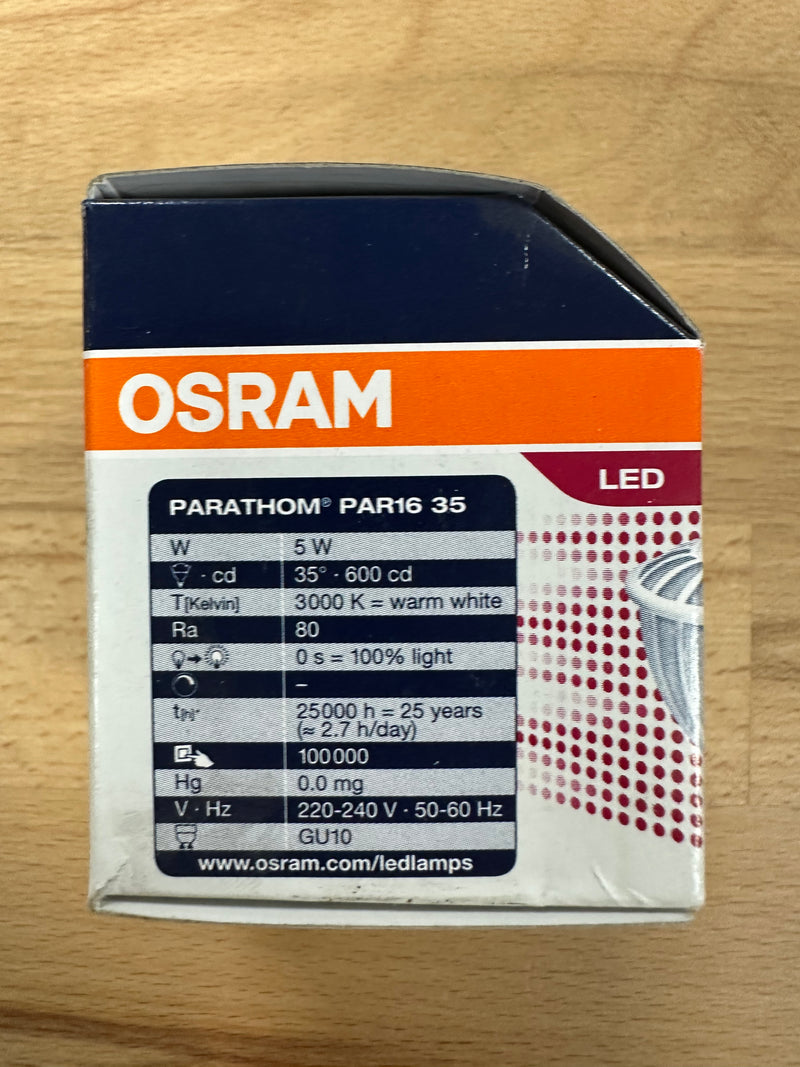 OSRAM
LED
PARATHOM® PAR16 35
W 5 W
· cd 35° · 600 cd
T[Kelvin] 3000 K = warm white
Ra 80
0 s = 100% light
–
t[h]* 25000 h = 25 years
(≈ 2.7 h/day)
100000
Hg 0.0 mg
V · Hz 220-240 V · 50-60 Hz
GU10
www.osram.com/ledlamps